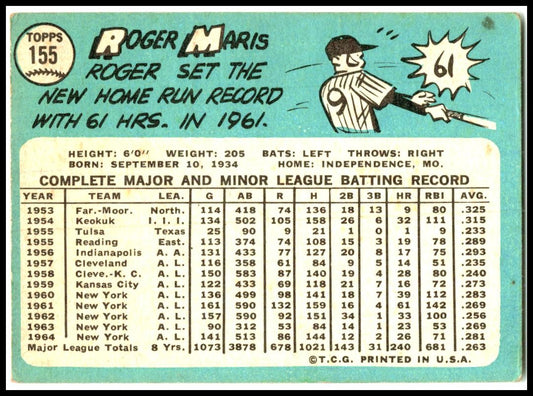 TOPPS
155
ROGER MARIS
ROGER SET THE
NEW HOME RUN RECORD
WITH 61 HRS. IN 1961.
61
9
HEIGHT: 6'0" WEIGHT: 205 BATS: LEFT THROWS: RIGHT
BORN: SEPTEMBER 10, 1934 HOME: INDEPENDENCE, MO.
COMPLETE MAJOR AND MINOR LEAGUE BATTING RECORD
YEAR TEAM LEA. G AB R H 2B 3B HR RBI AVG.
1953 Far.-Moor. North. 114 418 74 136 18 13 9 80 .325
1954 Keokuk I. I. I. 134 502 105 158 26 6 32 111 .315
1955 Tulsa Texas 25 90 9 21 1 0 1 9 .233
1955 Reading East. 113 374 74 108 15 3 19 78 .289
1956 Indianapolis A. A. 131 433 77 127 20 8 17 75 .293
1957 Cleveland A. L. 116 358 61 84 9 5 14 51 .235
1958 Cleve.-K. C. A. L. 150 583 87 140 19 4 28 80 .240
1959 Kansas City A. L. 122 433 69 118 21 7 16 72 .273
1960 New York A. L. 136 499 98 141 18 7 39 112 .283
1961 New York A. L. 161 590 132 159 16 4 61 142 .269
1962 New York A. L. 157 590 92 151 34 1 33 100 .256
1963 New York A. L. 90 312 53 84 14 1 23 53 .269
1964 New York A. L. 141 513 86 144 12 2 26 71 .281
Major League Totals 8 Yrs. 1073 3878 678 1021 143 31 240 681 .263
©T.C.G. PRINTED IN U.S.A.